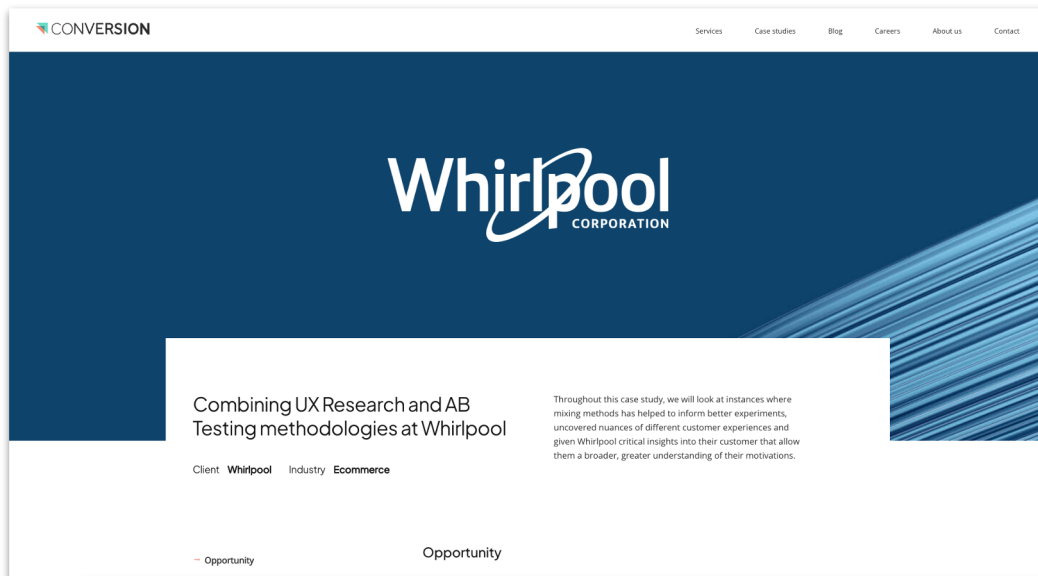 CONVERSION
Services Case studies Blog Careers About us Contact
Whirlpool
CORPORATION
Combining UX Research and AB
Testing methodologies at Whirlpool
Client Whirlpool Industry Ecommerce
Throughout this case study, we will look at instances where
mixing methods has helped to inform better experiments,
uncovered nuances of different customer experiences and
given Whirlpool critical insights into their customer that allow
them a broader, greater understanding of their motivations.
— Opportunity
Opportunity